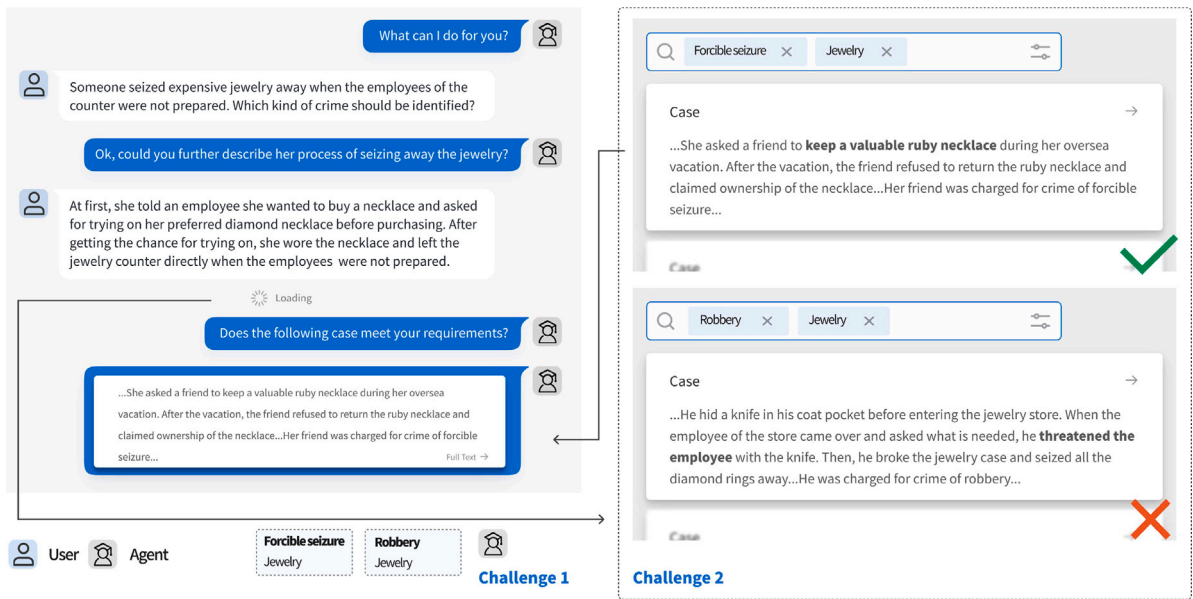 What can I do for you?
Someone seized expensive jewelry away when the employees of the
counter were not prepared. Which kind of crime should be identified?
Ok, could you further describe her process of seizing away the jewelry?
At first, she told an employee she wanted to buy a necklace and asked
for trying on her preferred diamond necklace before purchasing. After
getting the chance for trying on, she wore the necklace and left the
jewelry counter directly when the employees were not prepared.
Loading
Does the following case meet your requirements?
...She asked a friend to keep a valuable ruby necklace during her oversea
vacation. After the vacation, the friend refused to return the ruby necklace and
claimed ownership of the necklace...Her friend was charged for crime of forcible
seizure...
Full Text →
User
Agent
Forcible seizure
Jewelry
Robbery
Jewelry
Challenge 1
Forcible seizure ×
Jewelry ×
Case
...She asked a friend to keep a valuable ruby necklace during her oversea
vacation. After the vacation, the friend refused to return the ruby necklace and
claimed ownership of the necklace...Her friend was charged for crime of forcible
seizure...
Case
Robbery ×
Jewelry ×
Case
...He hid a knife in his coat pocket before entering the jewelry store. When the
employee of the store came over and asked what is needed, he threatened the
employee with the knife. Then, he broke the jewelry case and seized all the
diamond rings away...He was charged for crime of robbery...
Case
Challenge 2